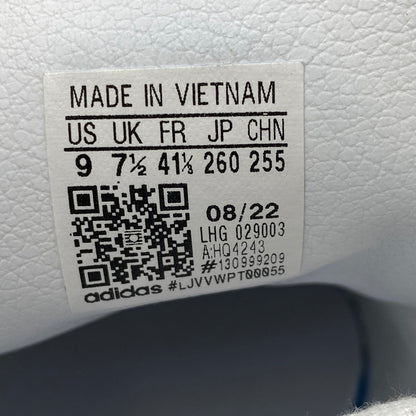 MADE IN VIETNAM
US UK FR JP CHN
9 7½ 41⅓ 260 255
08/22
LHG 029003
A:HQ4243
#130999209
adidas #LJVVWPT00055